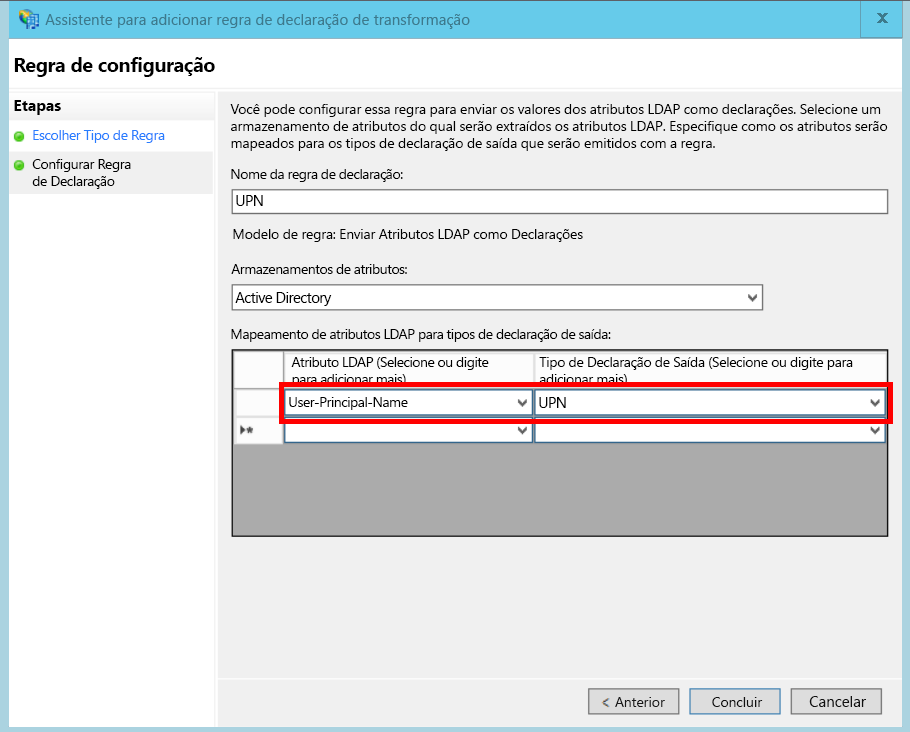 Assistente para adicionar regra de declaração de transformação
X
Regra de configuração
Etapas
Escolher Tipo de Regra
Configurar Regra
de Declaração
Você pode configurar essa regra para enviar os valores dos atributos LDAP como declarações. Selecione um
armazenamento de atributos do qual serão extraídos os atributos LDAP. Especifique como os atributos serão
mapeados para os tipos de declaração de saída que serão emitidos com a regra.
Nome da regra de declaração:
UPN
Modelo de regra: Enviar Atributos LDAP como Declarações
Armazenamentos de atributos:
Active Directory
Mapeamento de atributos LDAP para tipos de declaração de saída:
Atributo LDAP (Selecione ou digite
para adicionar mais)
Tipo de Declaração de Saída (Selecione ou digite para
adicionar mais)
User-Principal-Name
UPN
< Anterior
Concluir
Cancelar